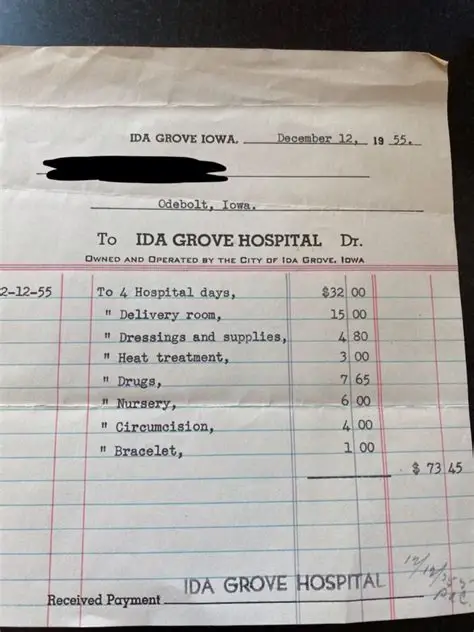 IDA GROVE IOWA, December 12, 19 55.
Odebolt, Iowa.
To IDA GROVE HOSPITAL Dr.
OWNED AND OPERATED BY THE CITY OF IDA GROVE, IOWA
2-12-55 To 4 Hospital days, $32 00
" Delivery room, 15 00
" Dressings and supplies, 4 80
" Heat treatment, 3 00
" Drugs, 7 65
" Nursery, 6 00
" Circumcision, 4 00
" Bracelet, 1 00
$ 73 45
IDA GROVE HOSPITAL
Received Payment